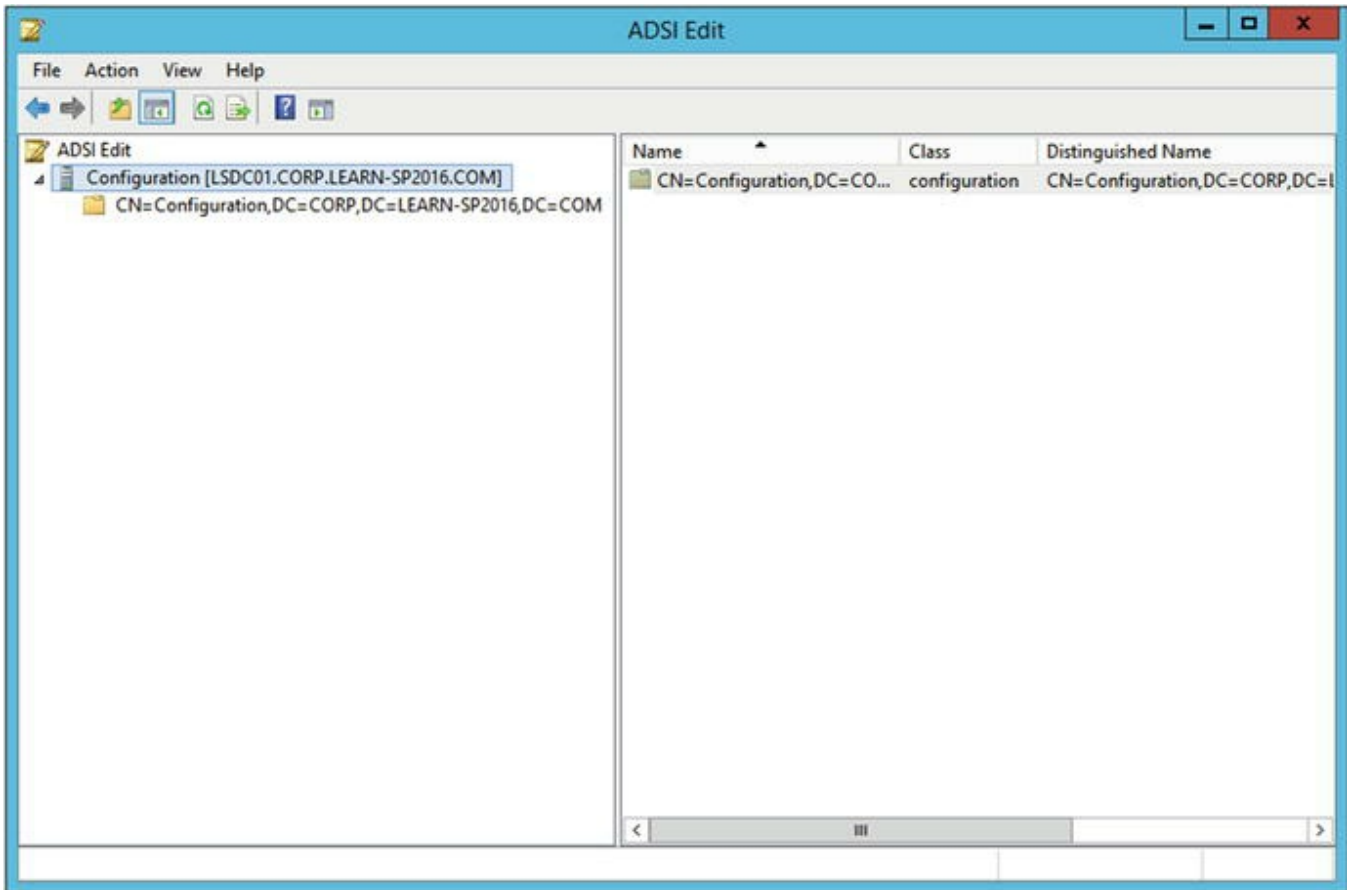 ADSI Edit
File Action View Help
ADSI Edit
Configuration [LSDC01.CORP.LEARN-SP2016.COM]
CN=Configuration,DC=CORP,DC=LEARN-SP2016,DC=COM
Name Class Distinguished Name
CN=Configuration,DC=CO... configuration CN=Configuration,DC=CORP,DC=L